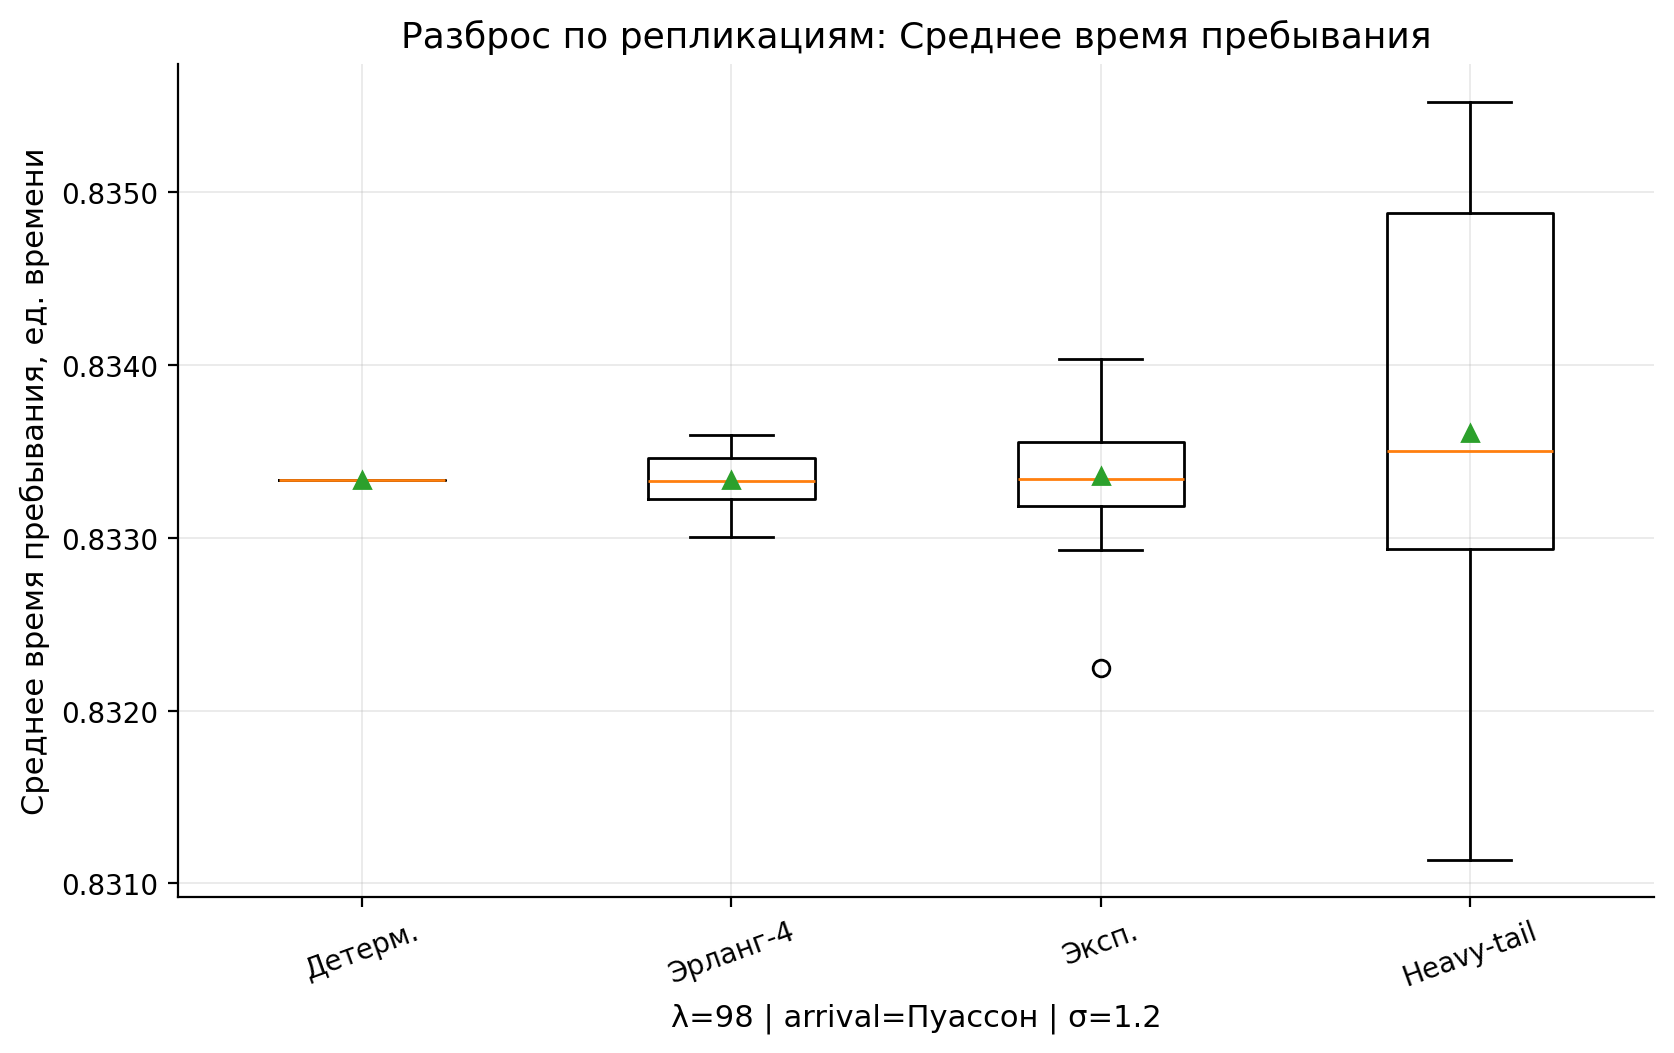 Разброс по репликациям: Среднее время пребывания
Среднее время пребывания, ед. времени
0.8350
0.8340
0.8330
0.8320
0.8310
Детерм.
Эрланг-4
Эксп.
Heavy-tail
λ=98 | arrival=Пуассон | σ=1.2